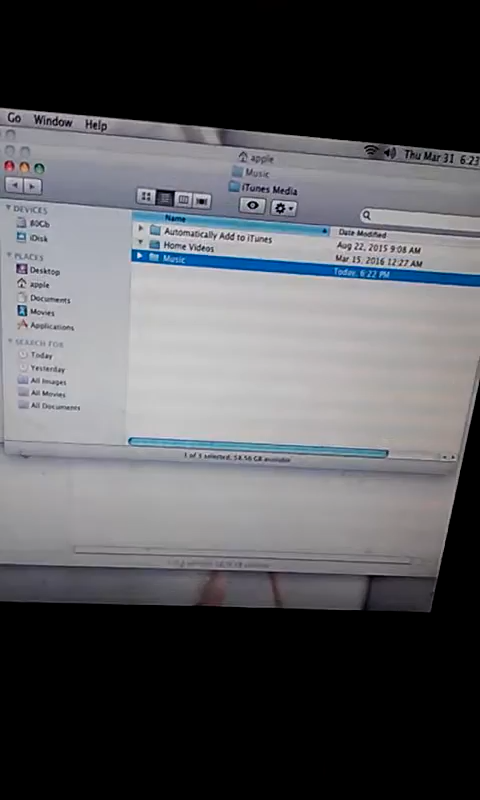 Go Window Help
Thu Mar 31 6:23
apple
Music
iTunes Media
Name Date Modified
Automatically Add to iTunes Aug 22, 2015 9:08 AM
Home Videos Mar 15, 2016 12:27 AM
Music Today, 6:22 PM
DEVICES
80Gb
iDisk
PLACES
Desktop
apple
Documents
Movies
Applications
SEARCH FOR
Today
Yesterday
All Images
All Movies
All Documents
1 of 3 selected, 58.56 GB available